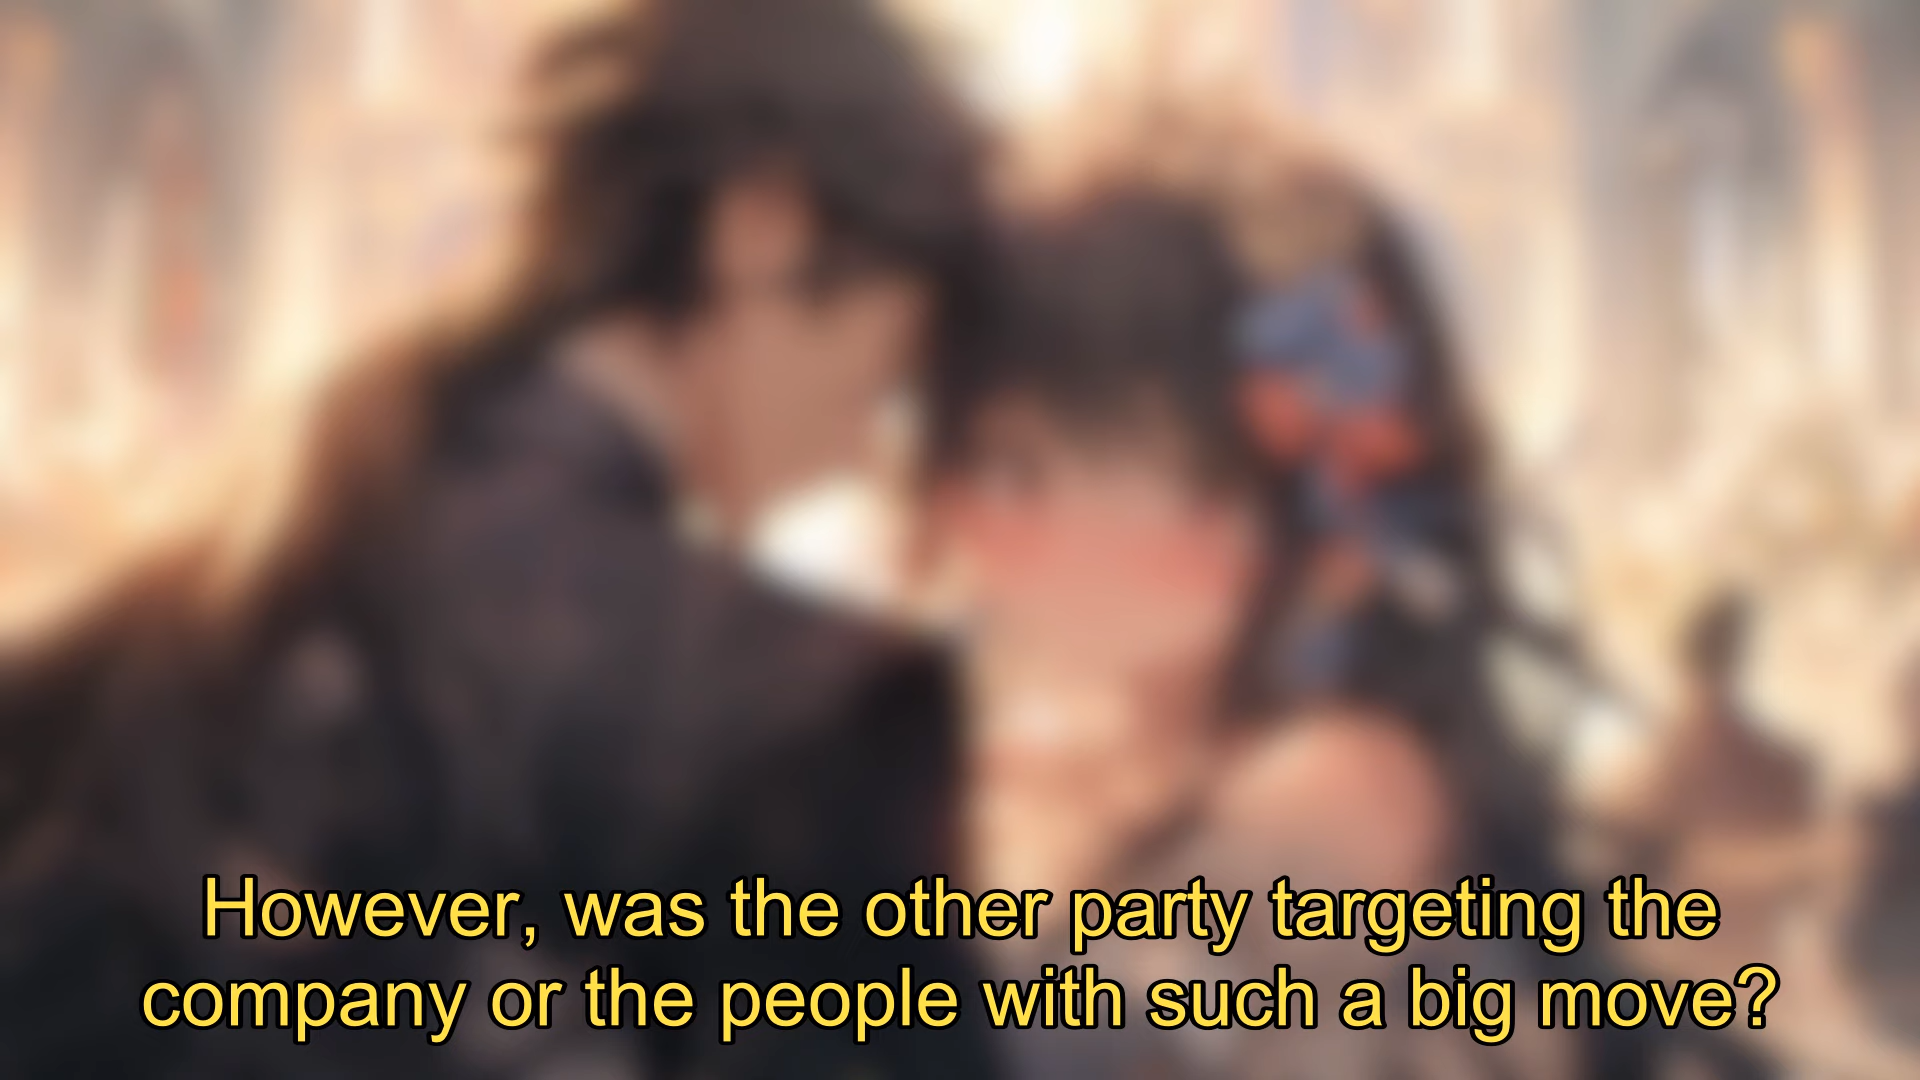 However, was the other party targeting the
company or the people with such a big move?